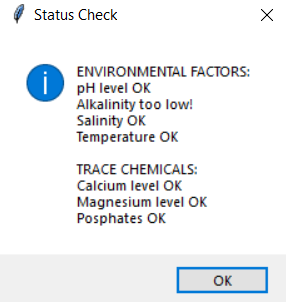 Status Check
ENVIRONMENTAL FACTORS:
pH level OK
Alkalinity too low!
Salinity OK
Temperature OK
TRACE CHEMICALS:
Calcium level OK
Magnesium level OK
Posphates OK
OK